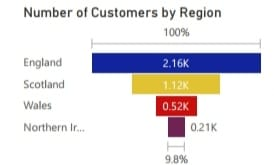 Number of Customers by Region
100%
England 2.16K
Scotland 1.12K
Wales 0.52K
Northern Ir... 0.21K
9.8%